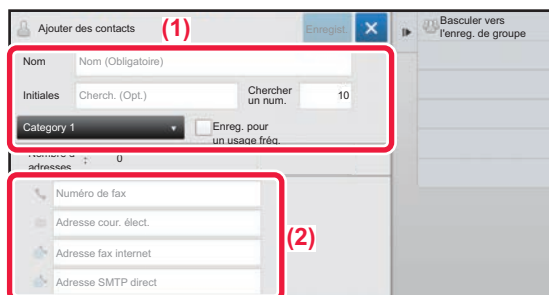 Ajouter des contacts
(1)
Enregist.
Basculer vers
l'enreg. de groupe
Nom
Nom (Obligatoire)
Initiales
Cherch. (Opt.)
Chercher
un num.
10
Category 1
Enreg. pour
un usage fréq.
Nombre d'
adresses
:
0
Numéro de fax
Adresse cour. élect.
(2)
Adresse fax internet
Adresse SMTP direct